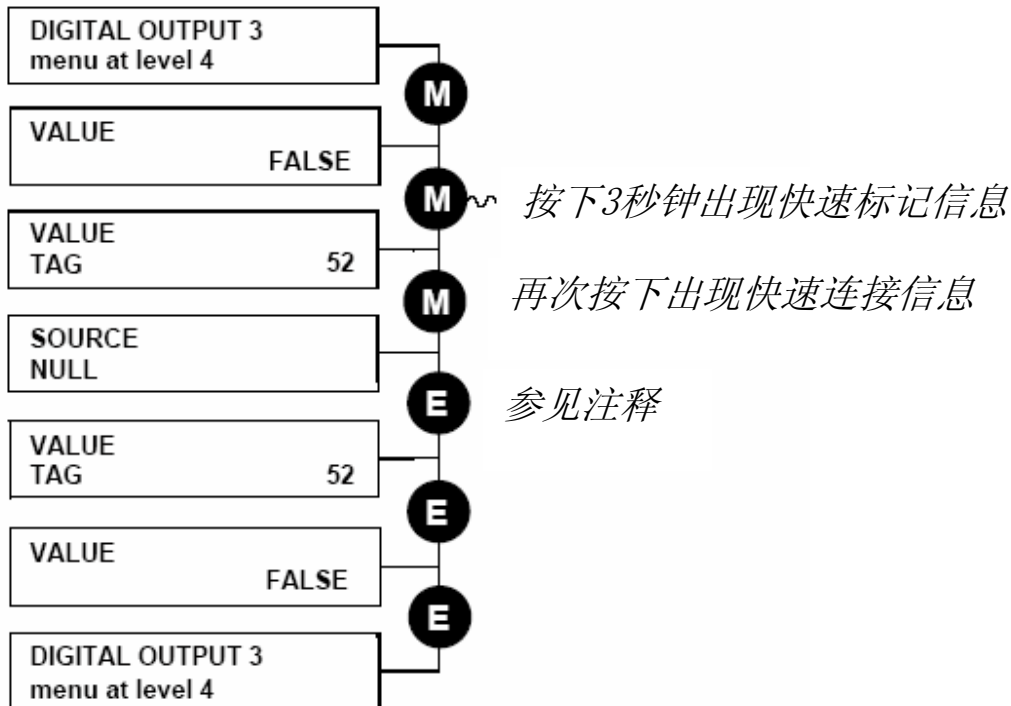 DIGITAL OUTPUT 3
menu at level 4
M
VALUE
FALSE
M
按下3秒钟出现快速标记信息
VALUE
TAG 52
M
再次按下出现快速连接信息
SOURCE
NULL
E
参见注释
VALUE
TAG 52
E
VALUE
FALSE
E
DIGITAL OUTPUT 3
menu at level 4